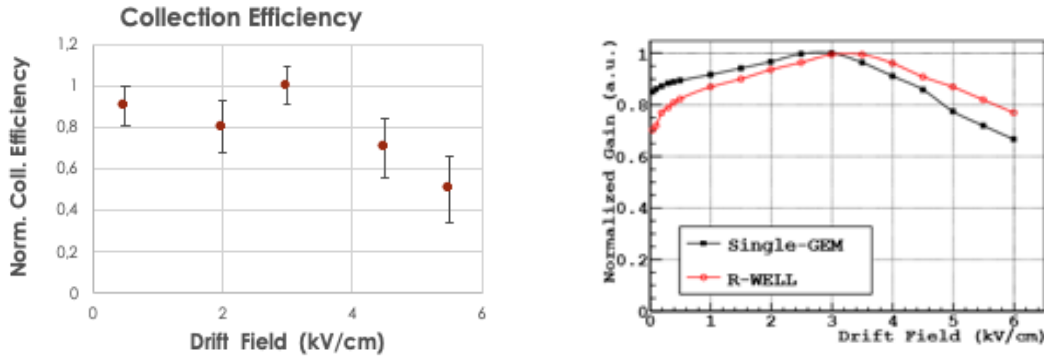 Collection Efficiency
Norm. Coll. Efficiency
1,2
1
0,8
0,6
0,4
0,2
0
0 2 4 6
Drift Field (kV/cm)
Normalized Gain (a.u.)
1
0.8
0.6
0.4
0.2
0
Single-GEM
R-WELL
0 1 2 3 4 5 6
Drift Field (kV/cm)